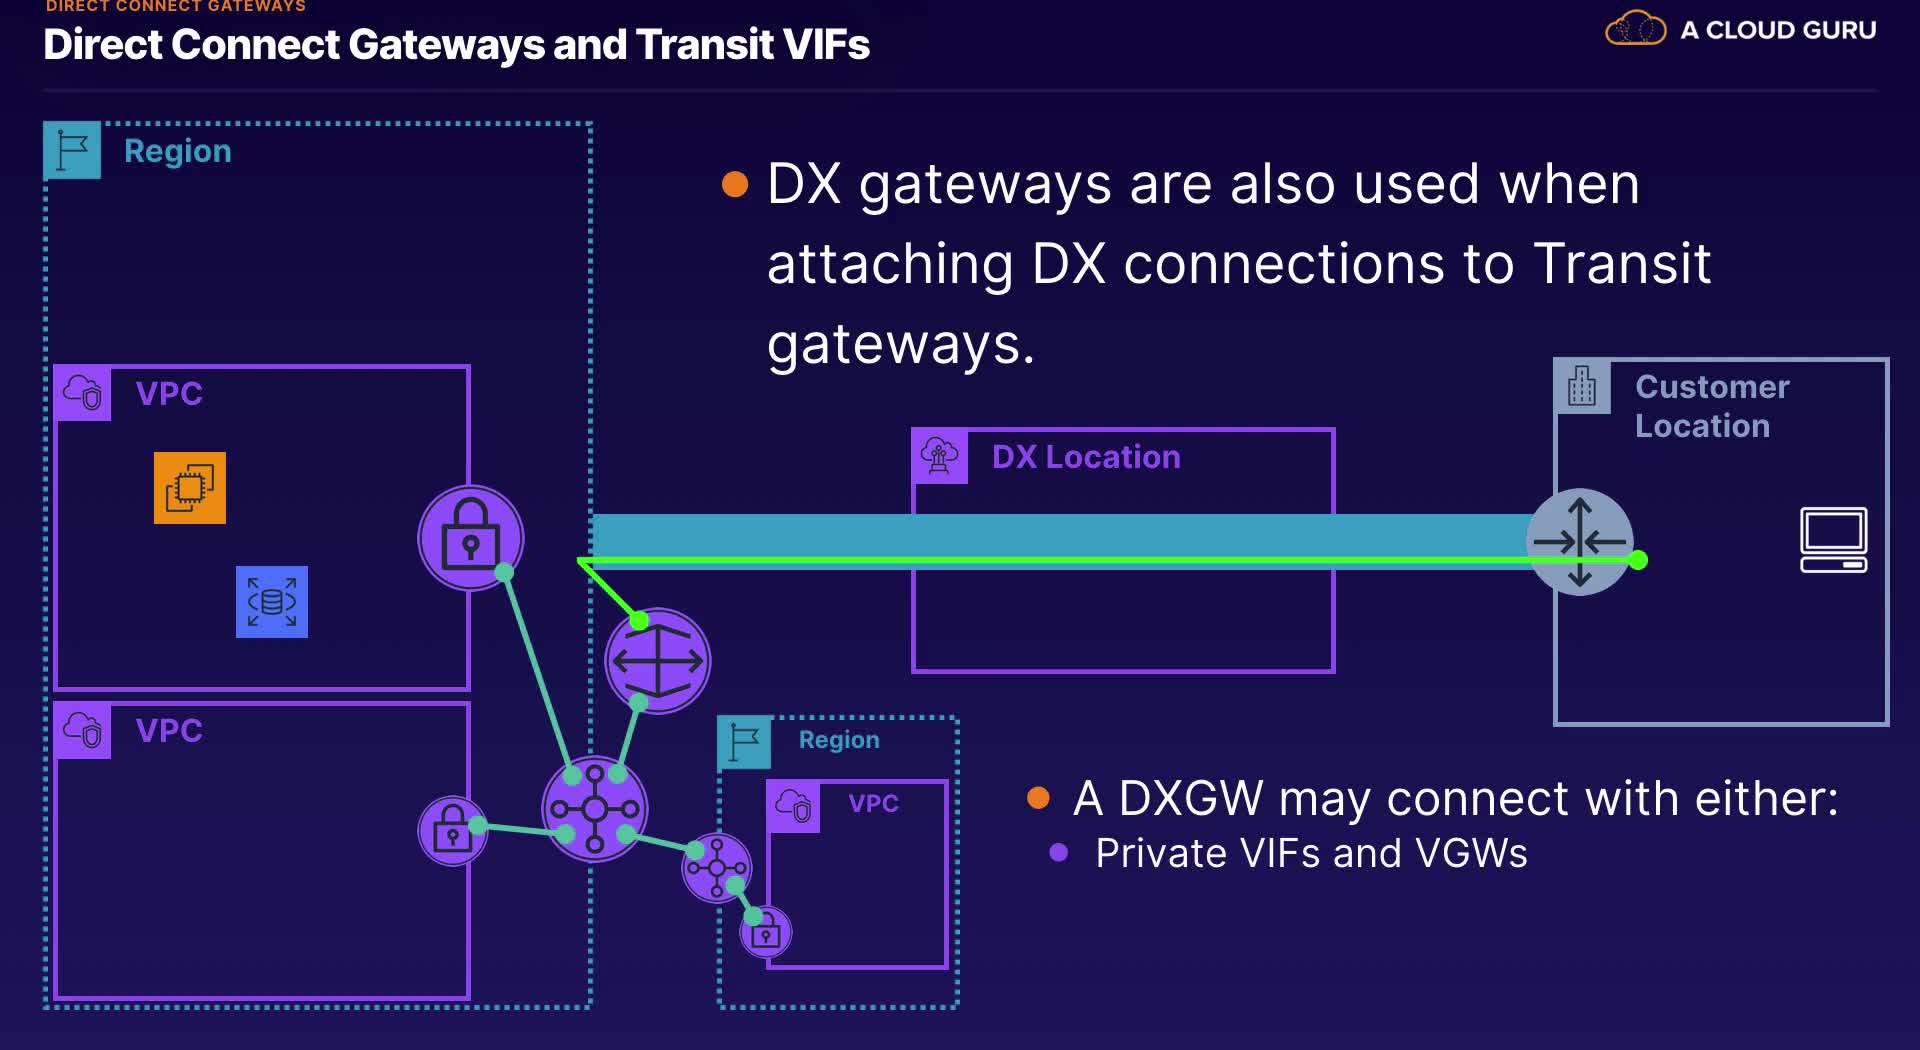 DIRECT CONNECT GATEWAYS
Direct Connect Gateways and Transit VIFs
A CLOUD GURU
Region
DX gateways are also used when
attaching DX connections to Transit
gateways.
VPC
Customer
Location
DX Location
VPC
Region
VPC
A DXGW may connect with either:
Private VIFs and VGWs